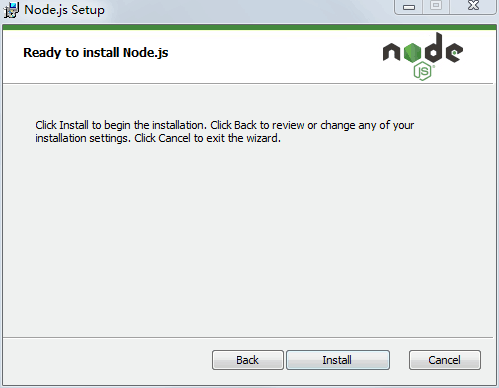 Node.js Setup
Ready to install Node.js
node
JS
Click Install to begin the installation. Click Back to review or change any of your
installation settings. Click Cancel to exit the wizard.
Back
Install
Cancel